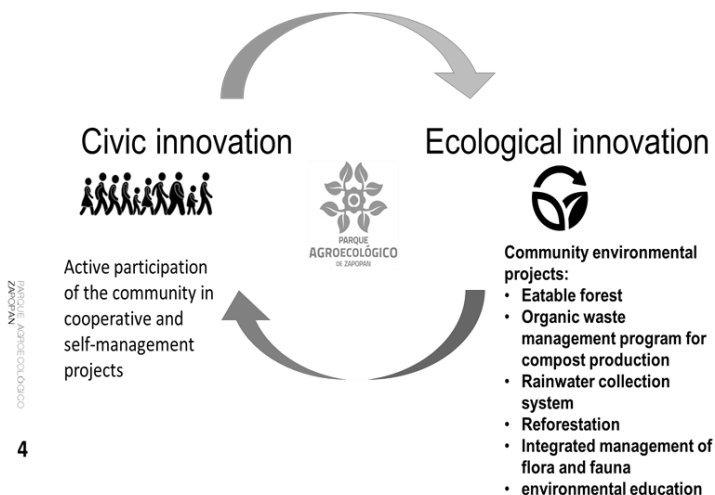 Civic innovation
Ecological innovation
PARQUE
AGROECOLÓGICO
DE ZAPOPAN
Active participation
of the community in
cooperative and
self-management
projects
Community environmental
projects:
• Eatable forest
• Organic waste
management program for
compost production
• Rainwater collection
system
• Reforestation
• Integrated management of
flora and fauna
• environmental education
PARQUE AGROECOLÓGICO
ZAPOPAN
4